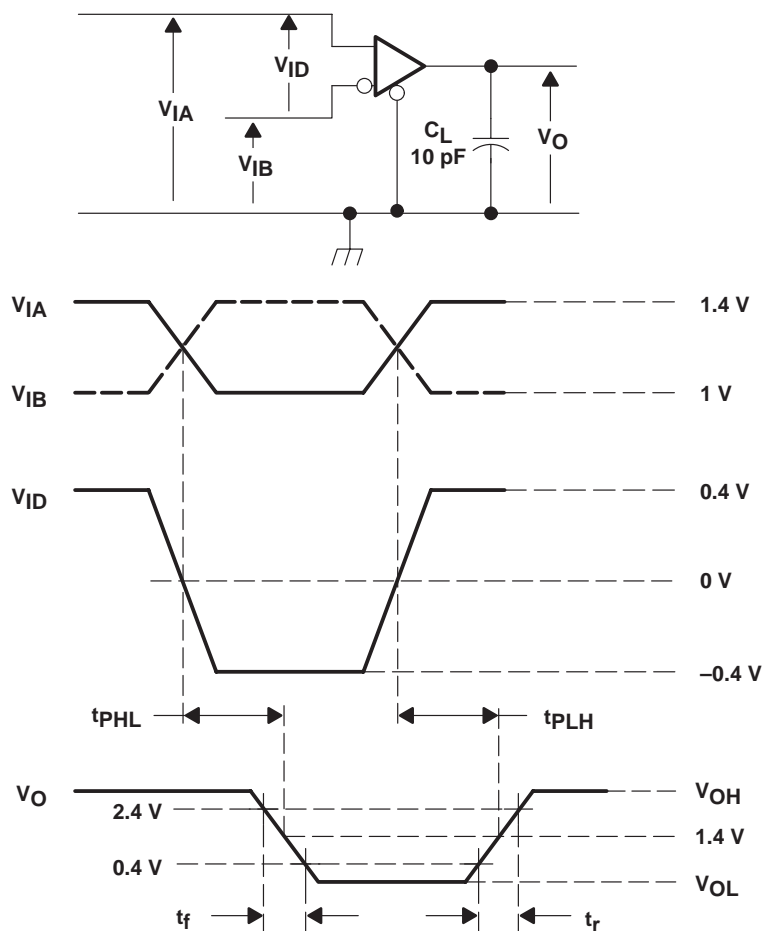 VID
VIA
VIB
CL
10 pF
VO
VIA
1.4 V
VIB
1 V
VID
0.4 V
0 V
–0.4 V
tPHL
tPLH
VO
VOH
2.4 V
1.4 V
0.4 V
VOL
tf
tr